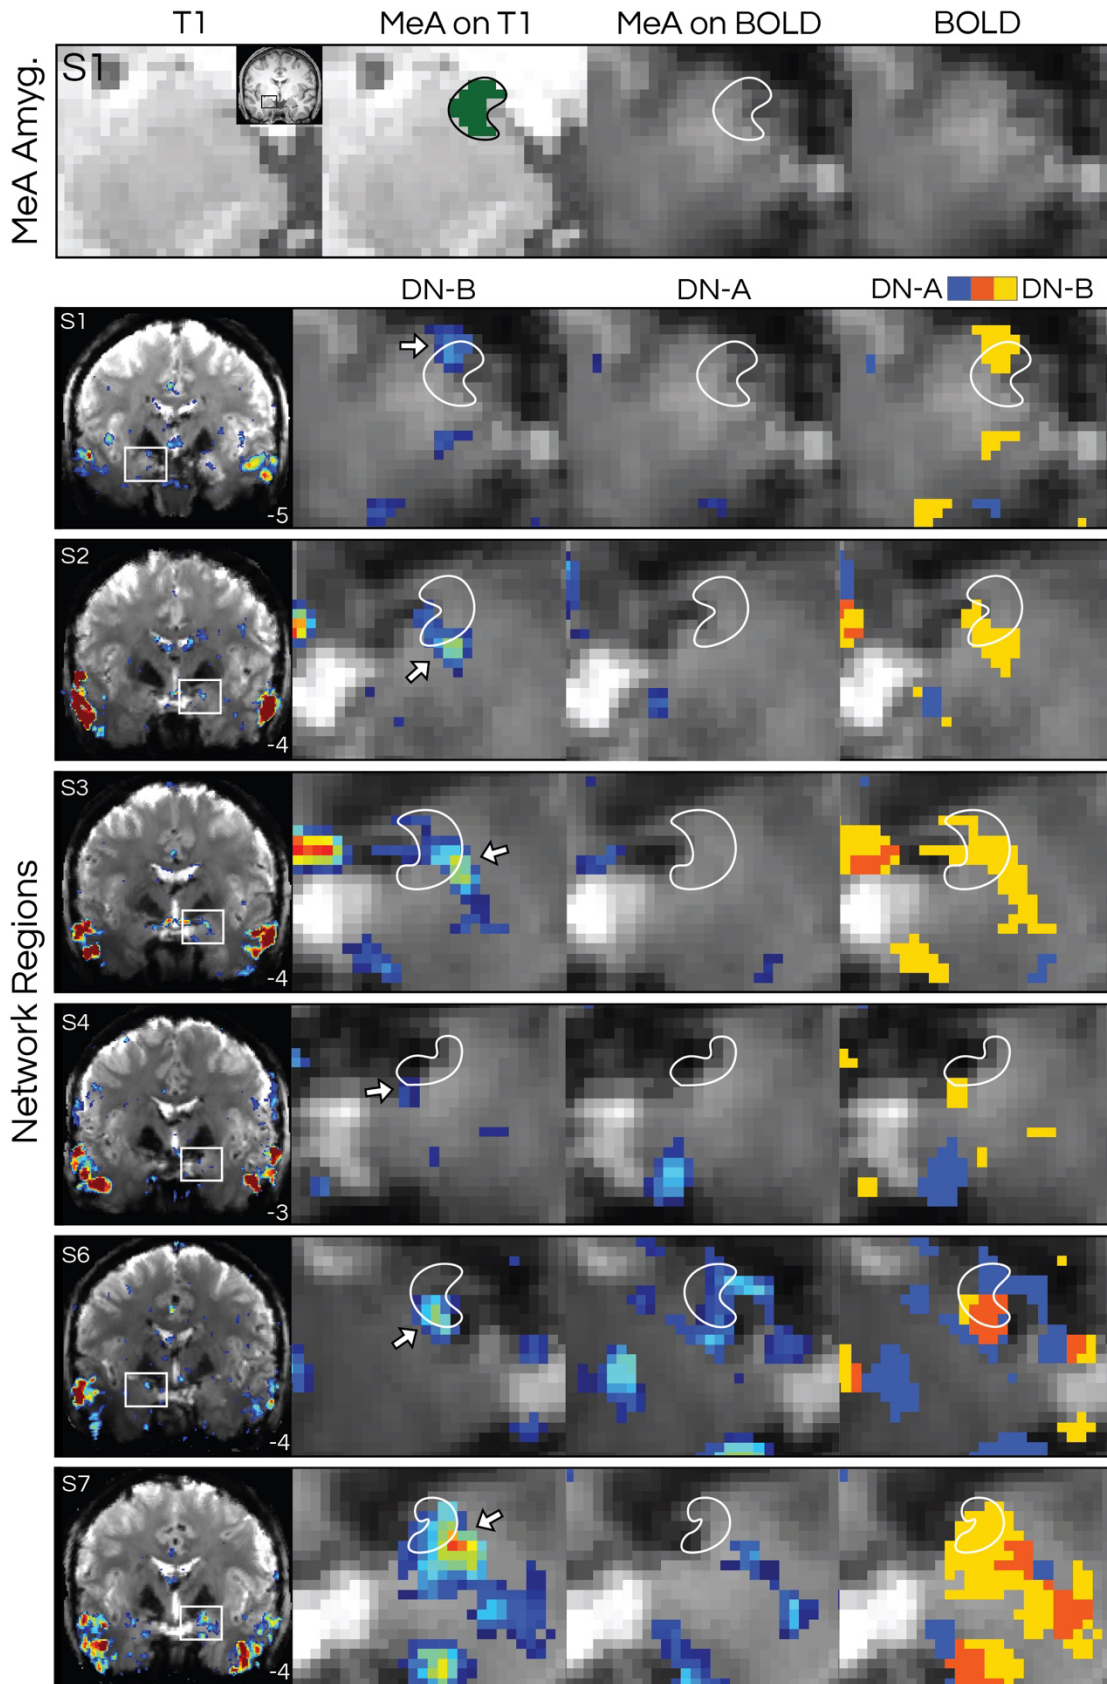 T1 MeA on T1 MeA on BOLD BOLD
MeA Amyg.
S1
DN-B DN-A DN-A DN-B
Network Regions
S1
-5
S2
-4
S3
-4
S4
-3
S6
-4
S7
-4